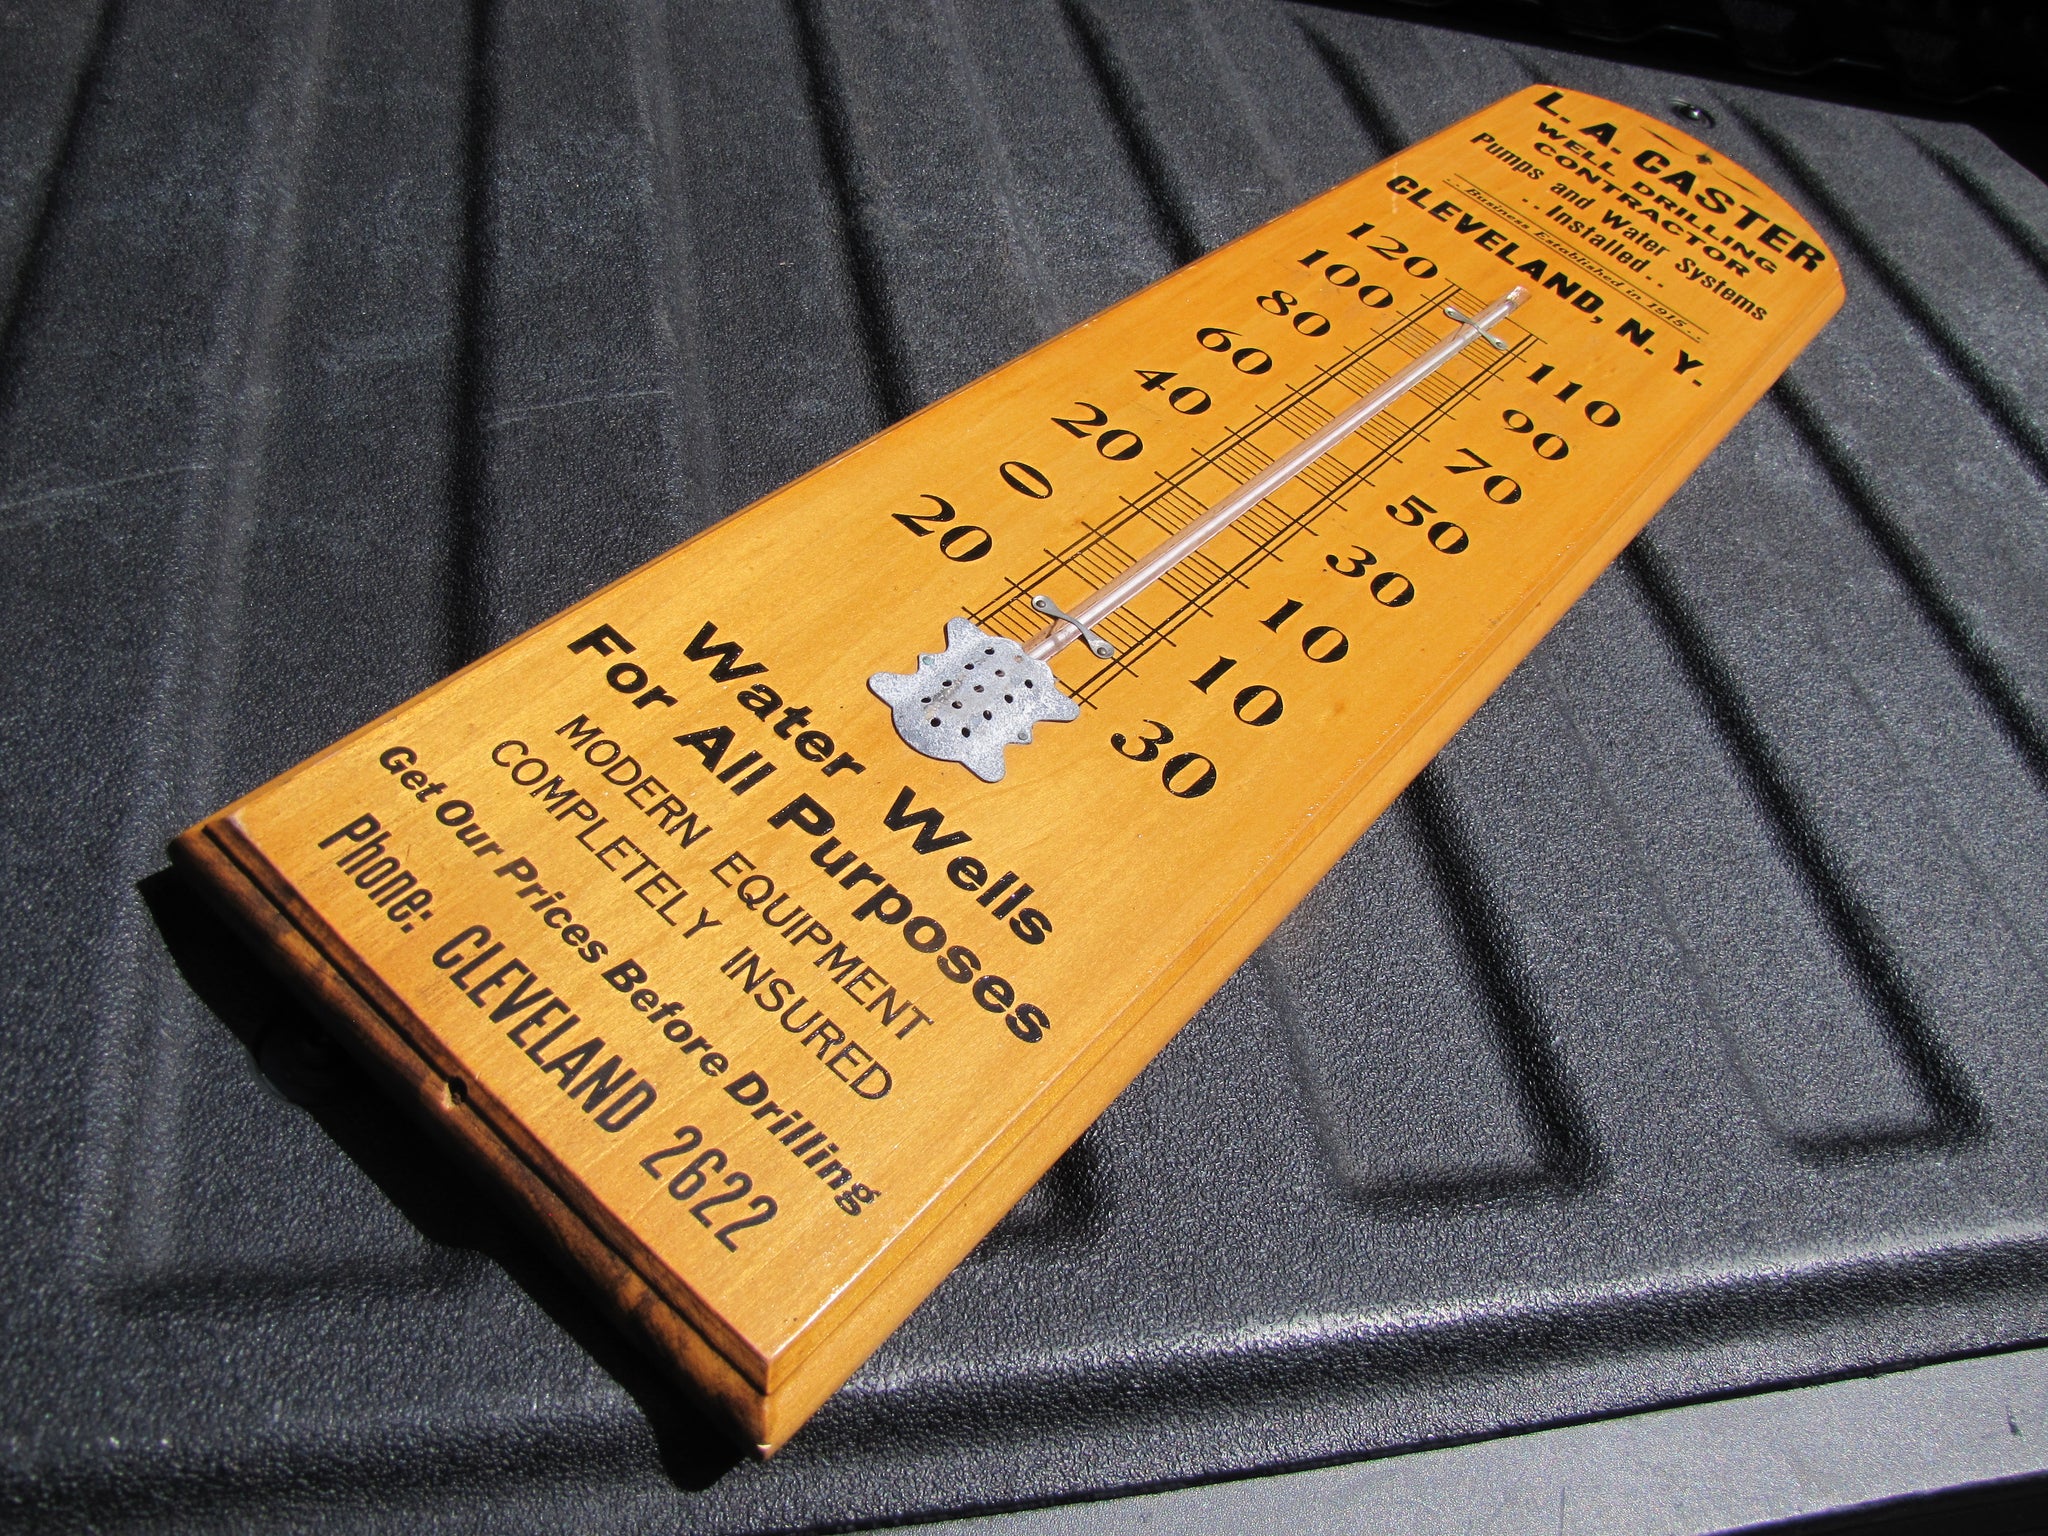 L. A. CASTER
WELL DRILLING
CONTRACTOR
Pumps and Water Systems
. . Installed . .
. . Business Established in 1915 . .
CLEVELAND, N. Y.
120
110
100
90
80
70
60
50
40
30
20
10
0
10
20
30
Water Wells
For All Purposes
MODERN EQUIPMENT
COMPLETELY INSURED
Get Our Prices Before Drilling
Phone: CLEVELAND 2622